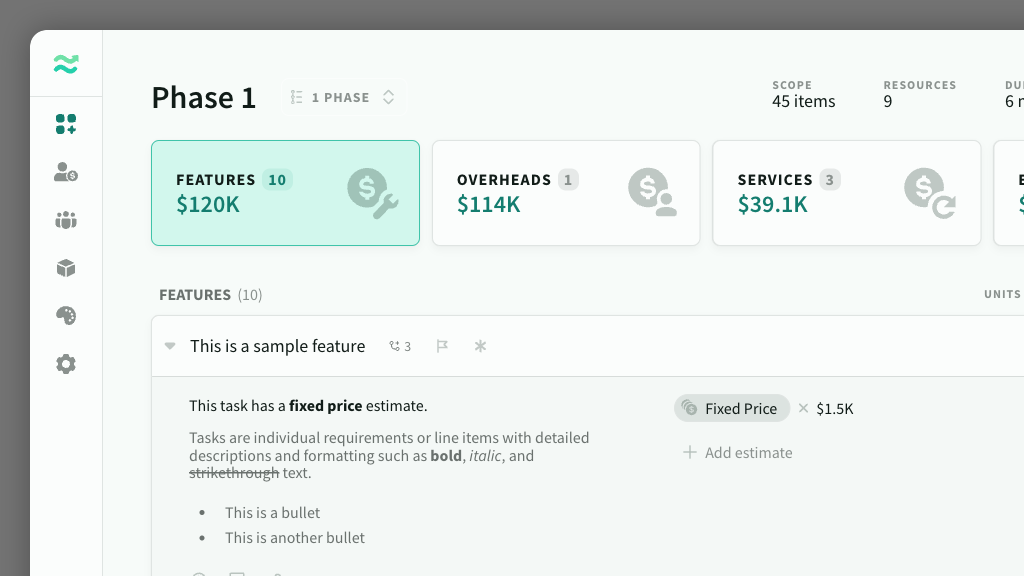 Phase 1
1 PHASE
SCOPE
45 items
RESOURCES
9
6
FEATURES 10
$120K
OVERHEADS 1
$114K
SERVICES 3
$39.1K
FEATURES (10)
UNITS
This is a sample feature
3
This task has a fixed price estimate.
Fixed Price × $1.5K
Tasks are individual requirements or line items with detailed
descriptions and formatting such as bold, italic, and
strikethrough text.
Add estimate
• This is a bullet
• This is another bullet